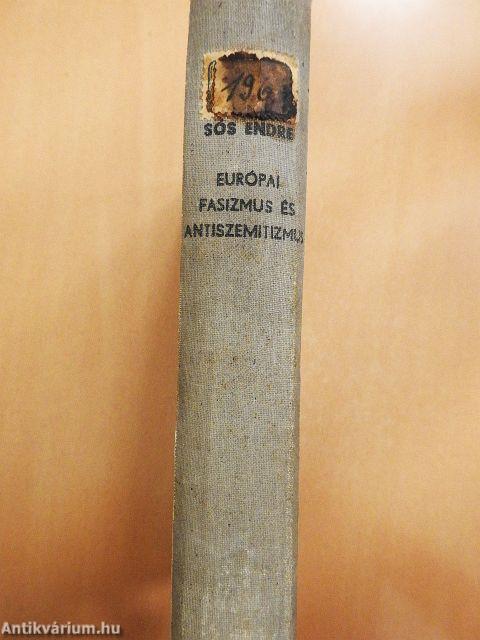 SÓS ENDRE
EURÓPAI
FASIZMUS ÉS
ANTISZEMITIZMUS
Antikvárium.hu